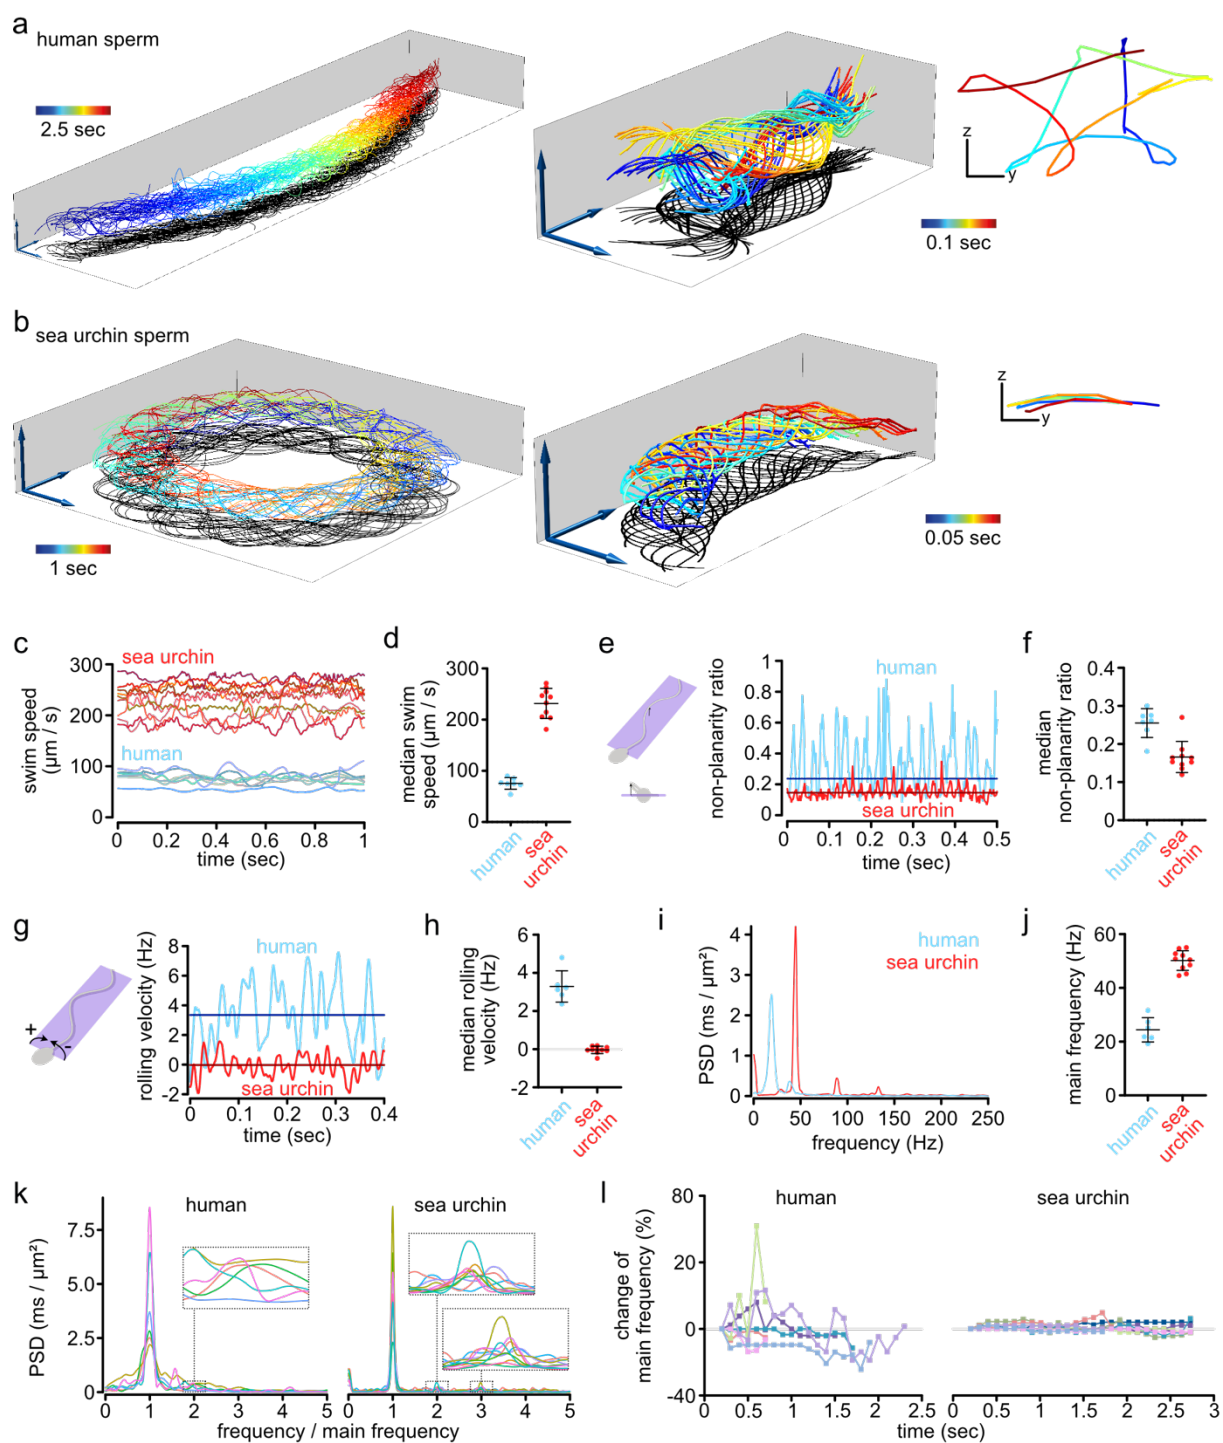 a
human sperm
2.5 sec
z
y
0.1 sec
b
sea urchin sperm
1 sec
z
y
0.05 sec
c
sea urchin
human
swim speed
(µm / s)
300
200
100
0
0 0.2 0.4 0.6 0.8 1
time (sec)
d
median swim
speed (µm / s)
300
200
100
0
human
sea
urchin
e
non-planarity ratio
1
0.8
0.6
0.4
0.2
0
human
sea urchin
0 0.1 0.2 0.3 0.4 0.5
time (sec)
f
median
non-planarity ratio
0.4
0.3
0.2
0.1
0
human
sea
urchin
g
+
-
rolling velocity (Hz)
8
6
4
2
0
-2
human
sea urchin
0 0.1 0.2 0.3 0.4
time (sec)
h
median rolling
velocity (Hz)
6
4
2
0
-2
human
sea
urchin
i
PSD (ms / µm²)
4
3
2
1
0
human
sea urchin
0 50 100 150 200 250
frequency (Hz)
j
main frequency (Hz)
60
40
20
0
human
sea
urchin
k
human
sea urchin
PSD (ms / µm²)
7.5
5.0
2.5
0
0 1 2 3 4 5
0 1 2 3 4 5
frequency / main frequency
l
human
sea urchin
change of
main frequency (%)
80
20
0
-40
0 0.5 1 1.5 2 2.5
0 0.5 1 1.5 2 2.5 3
time (sec)